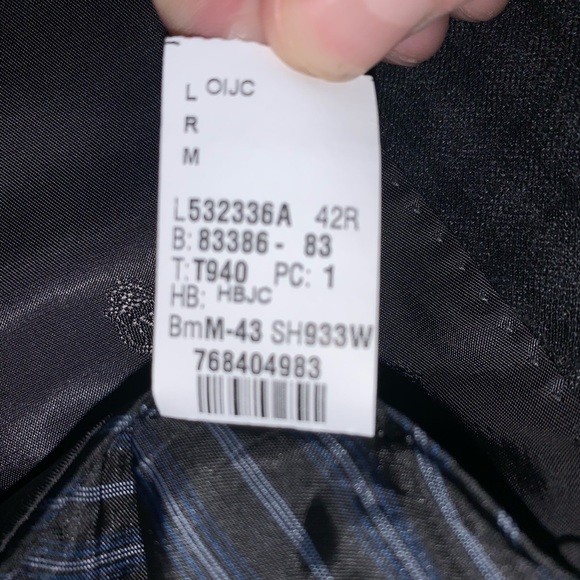 L OIJC
R
M
L532336A 42R
B: 83386 - 83
T: T940 PC: 1
HB: HBJC
BmM-43 SH933W
768404983